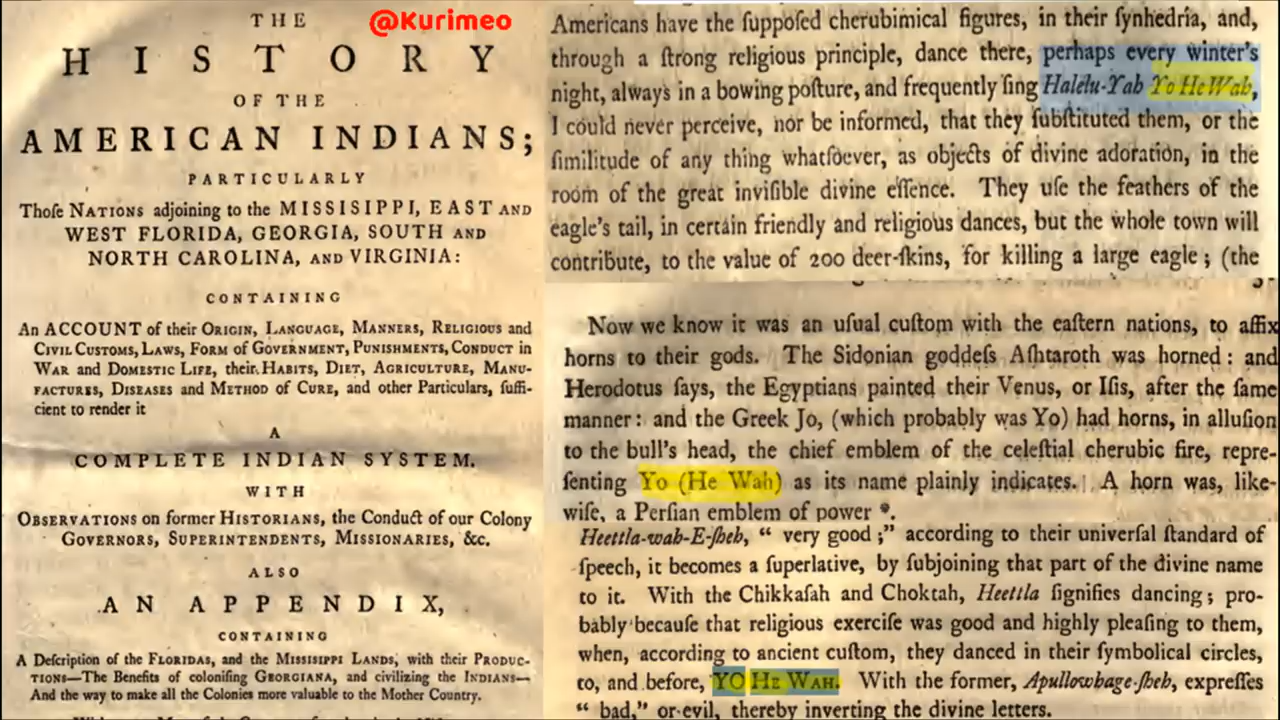 @Kurimeo
THE
HISTORY
OF THE
AMERICAN INDIANS;
PARTICULARLY
Thoſe NATIONS adjoining to the MISSISIPPI, EAST AND
WEST FLORIDA, GEORGIA, SOUTH AND
NORTH CAROLINA, AND VIRGINIA:
CONTAINING
An ACCOUNT of their ORIGIN, LANGUAGE, MANNERS, RELIGIOUS and
CIVIL CUSTOMS, LAWS, FORM OF GOVERNMENT, PUNISHMENTS, CONDUCT in
WAR and DOMESTIC LIFE, their HABITS, DIET, AGRICULTURE, MANU-
FACTURES, DISEASES and METHOD OF CURE, and other Particulars, ſuffi-
cient to render it
A
COMPLETE INDIAN SYSTEM.
WITH
OBSERVATIONS on former HISTORIANS, the Conduct of our Colony
GOVERNORS, SUPERINTENDENTS, MISSIONARIES, &c.
ALSO
AN APPENDIX,
CONTAINING
A Deſcription of the FLORIDAS, and the MISSISIPPI LANDS, with their PRODUC-
TIONS—The Benefits of coloniſing GEORGIANA, and civilizing the INDIANS—
And the way to make all the Colonies more valuable to the Mother Country.
Americans have the ſuppoſed cherubimical figures, in their ſynhedria, and,
through a ſtrong religious principle, dance there, perhaps every winter's
night, always in a bowing poſture, and frequently ſing Halelu-Yah Yo He Wah,
I could never perceive, nor be informed, that they ſubſtituted them, or the
ſimilitude of any thing whatſoever, as objects of divine adoration, in the
room of the great inviſible divine eſſence. They uſe the feathers of the
eagle's tail, in certain friendly and religious dances, but the whole town will
contribute, to the value of 200 deer-ſkins, for killing a large eagle; (the
Now we know it was an uſual cuſtom with the eaſtern nations, to affix
horns to their gods. The Sidonian goddeſs Aſhtaroth was horned: and
Herodotus ſays, the Egyptians painted their Venus, or Iſis, after the ſame
manner: and the Greek Jo, (which probably was Yo) had horns, in alluſion
to the bull's head, the chief emblem of the celeſtial cherubic fire, repre-
ſenting Yo (He Wah) as its name plainly indicates. A horn was, like-
wiſe, a Perſian emblem of power *.
Heettla-wah-E-ſheh, “ very good ;” according to their univerſal ſtandard of
ſpeech, it becomes a ſuperlative, by ſubjoining that part of the divine name
to it. With the Chikkaſah and Choktah, Heettla ſignifies dancing; pro-
bably becauſe that religious exerciſe was good and highly pleaſing to them,
when, according to ancient cuſtom, they danced in their ſymbolical circles,
to, and before, YO HE WAH. With the former, Apullowhage-ſheh, expreſſes
“ bad,” or evil, thereby inverting the divine letters.